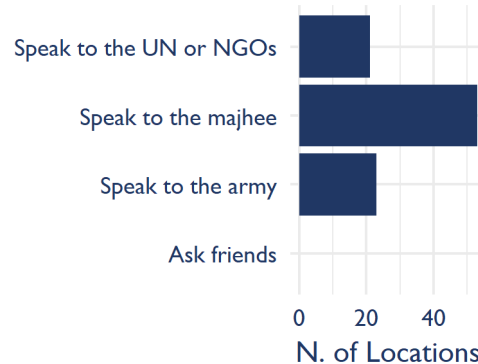 Speak to the UN or NGOs
Speak to the majhee
Speak to the army
Ask friends
0 20 40
N. of Locations